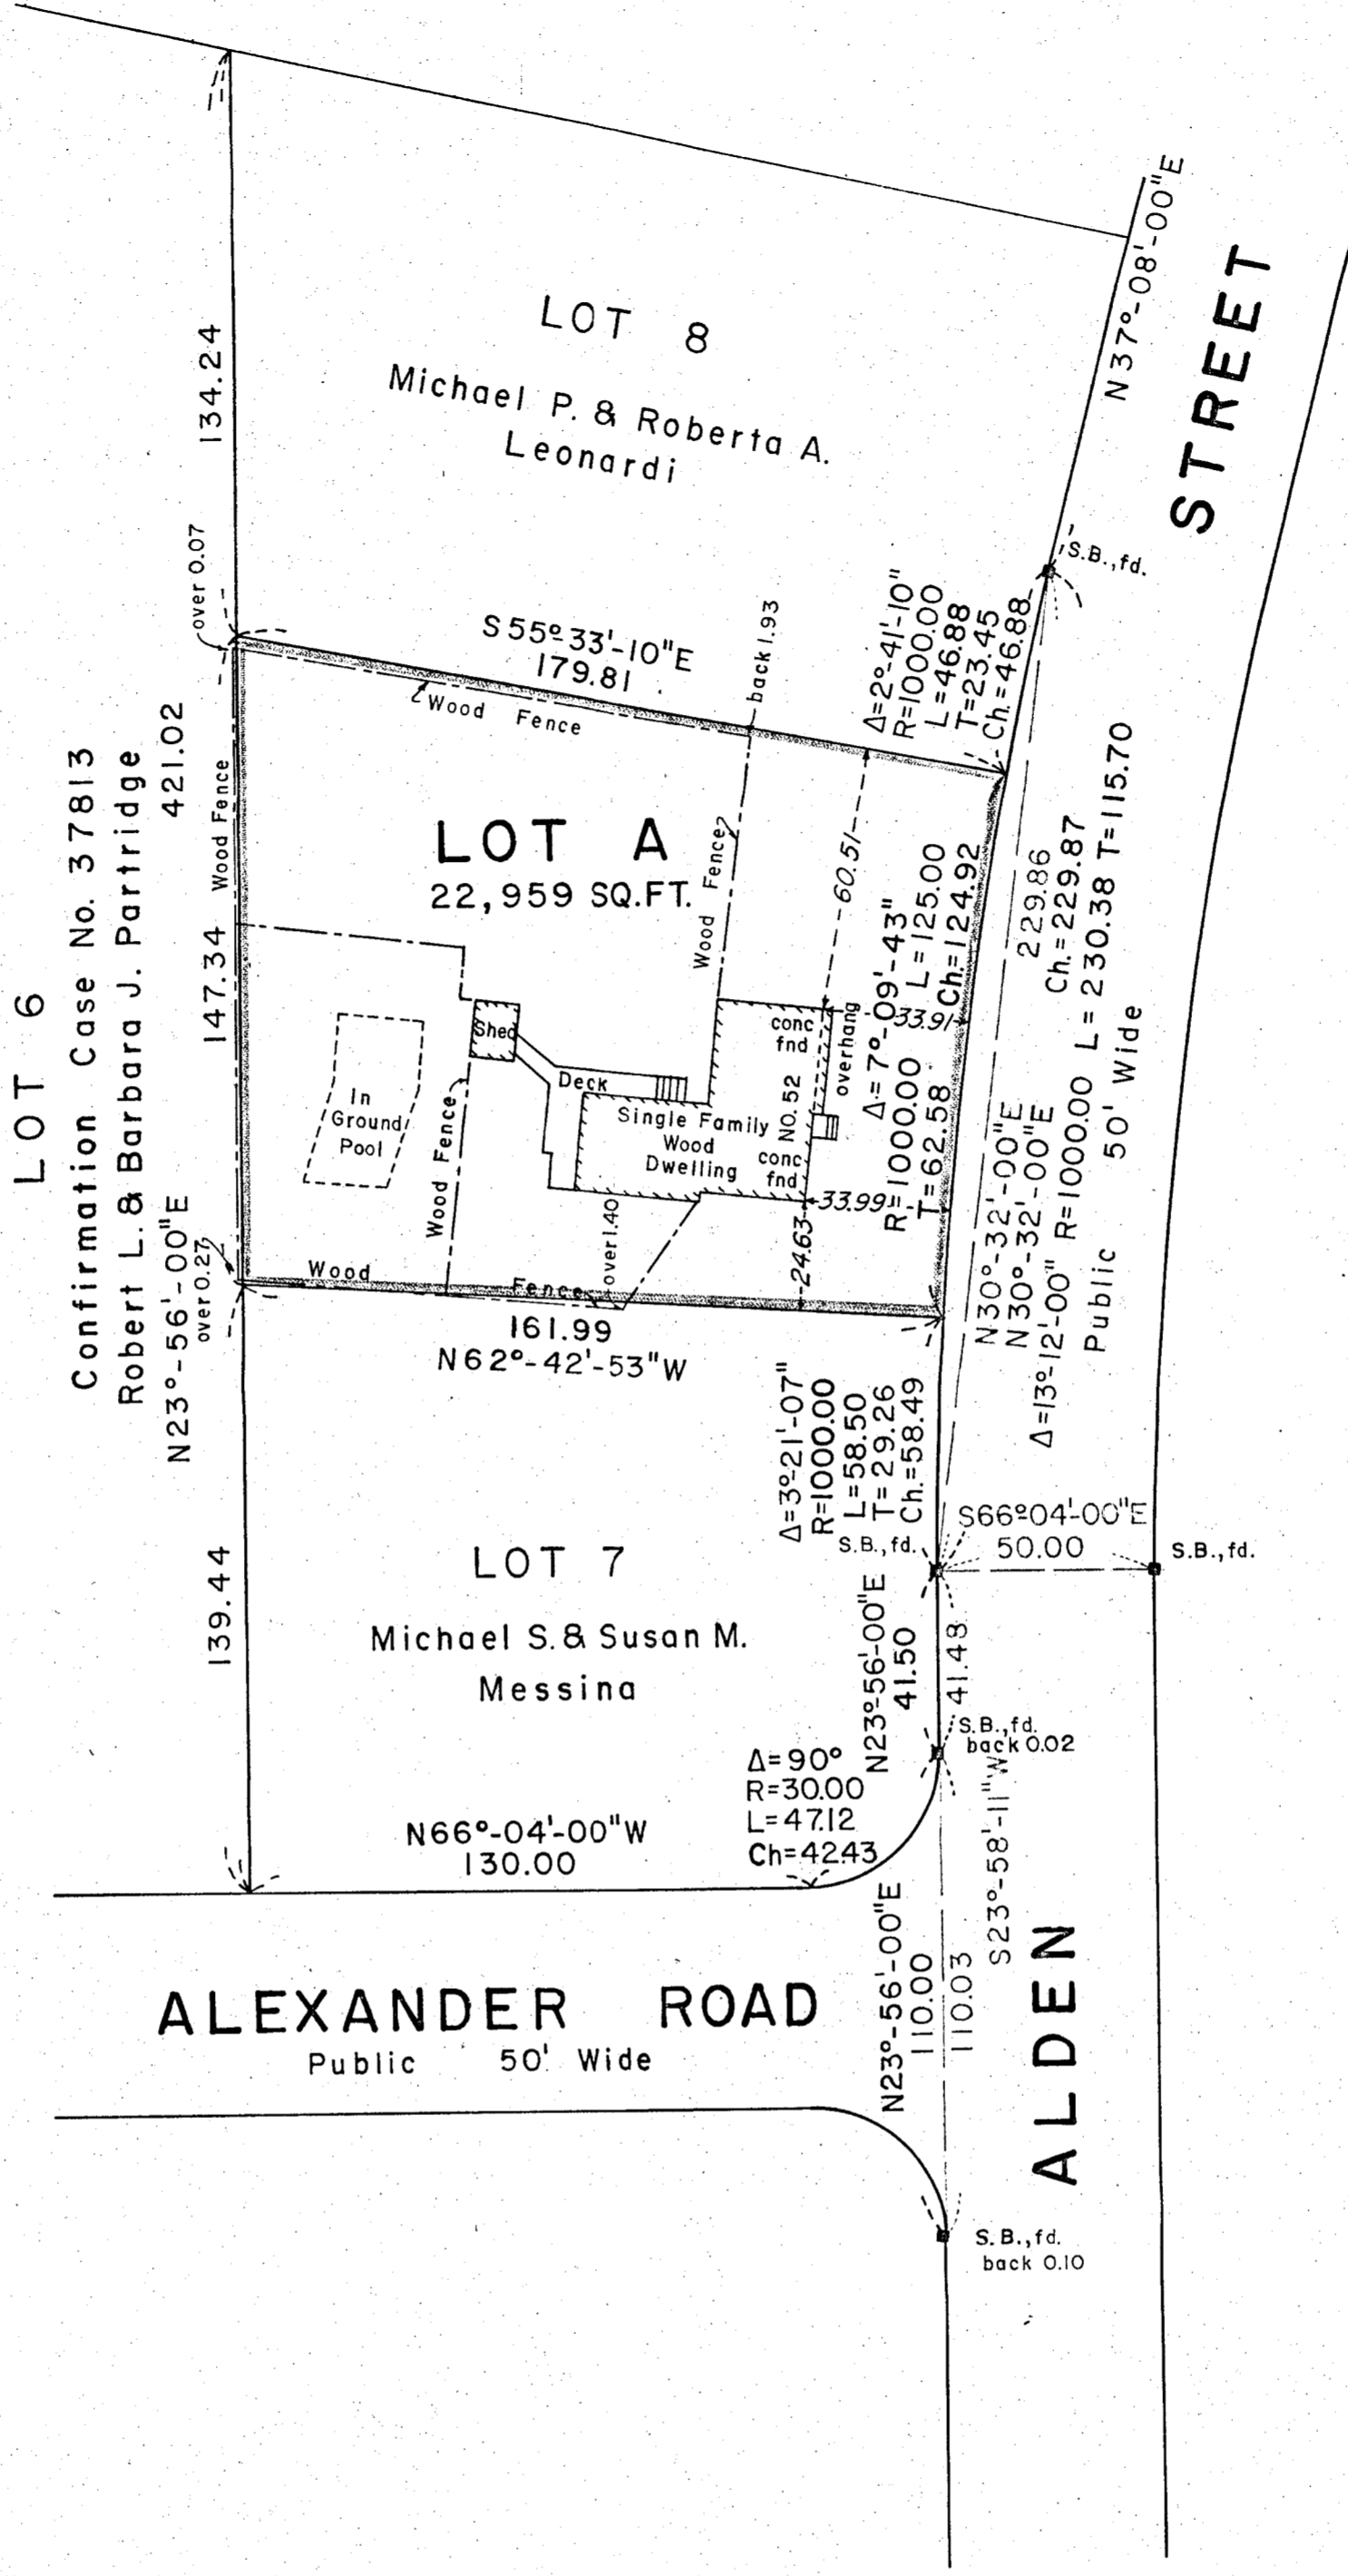 N37°-08'-00"E
STREET
LOT 8
Michael P. & Roberta A.
Leonardi
134.24
over 0.07
S.B.,fd.
S55°-33'-10"E
179.81
Wood Fence
back 1.93
Δ=2°-41'-10"
R=1000.00
L=46.88
T=23.45
Ch.=46.88
LOT 6
Confirmation Case No. 37813
Robert L. & Barbara J. Partridge
421.02
N23°-56'-00"E
over 0.27
147.34
Wood Fence
LOT A
22,959 SQ.FT.
Wood Fence
60.51
Δ=7°-09'-43"
R=1000.00 L=125.00
T=62.58 Ch.=124.92
229.86
Ch.=229.87
N30°-32'-00"E
N30°-32'-00"E
Δ=13°-12'-00" R=1000.00 L=230.38 T=115.70
Public 50' Wide
Shed
Deck
In
Ground
Pool
Wood Fence
conc
fnd
overhang
33.91
Single Family
Wood
Dwelling
NO. 52
conc
fnd
33.99
24.63
over 1.40
Wood Fence
161.99
N62°-42'-53"W
Δ=3°-21'-07"
R=1000.00
L=58.50
T=29.26
Ch.=58.49
S.B.,fd.
S66°04'-00"E
50.00
S.B.,fd.
139.44
LOT 7
Michael S. & Susan M.
Messina
N23°-56'-00"E
41.50
41.48
S.B.,fd.
back 0.02
Δ=90°
R=30.00
L=47.12
Ch=42.43
N66°-04'-00"W
130.00
S23°-58'-11"W
N23°-56'-00"E
110.00
110.03
ALDEN
ALEXANDER ROAD
Public 50' Wide
S.B.,fd.
back 0.10